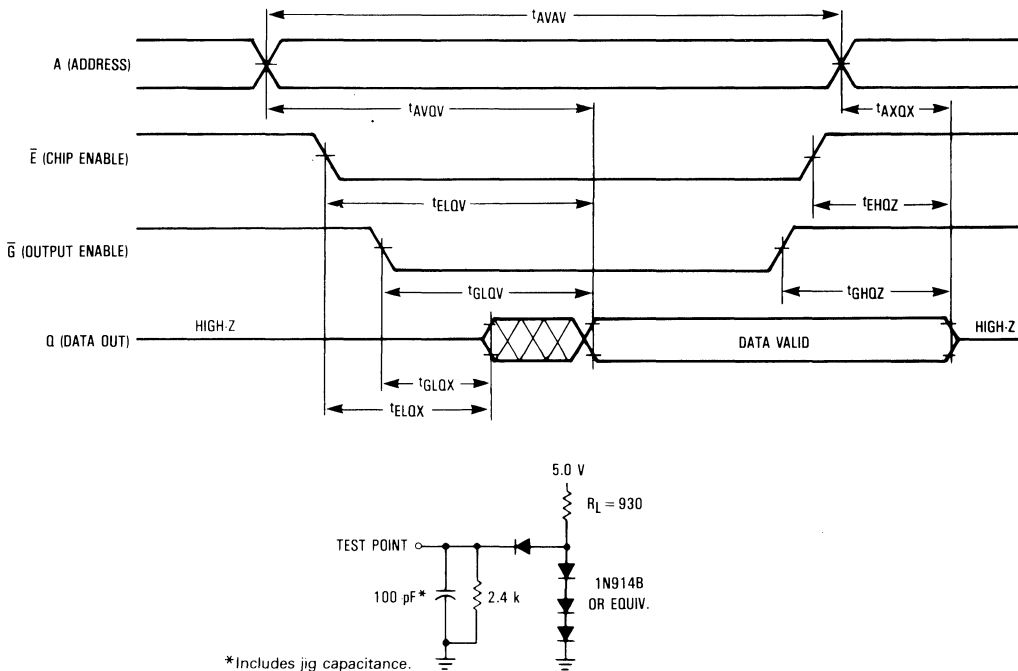 tAVAV
A (ADDRESS)
tAVQV
tAXQX
E̅ (CHIP ENABLE)
tELQV
tEHQZ
G̅ (OUTPUT ENABLE)
tGLQV
tGHQZ
Q (DATA OUT)
HIGH-Z
DATA VALID
HIGH-Z
tGLQX
tELQX
5.0 V
RL = 930
TEST POINT
100 pF*
2.4 k
1N914B
OR EQUIV.
*Includes jig capacitance.